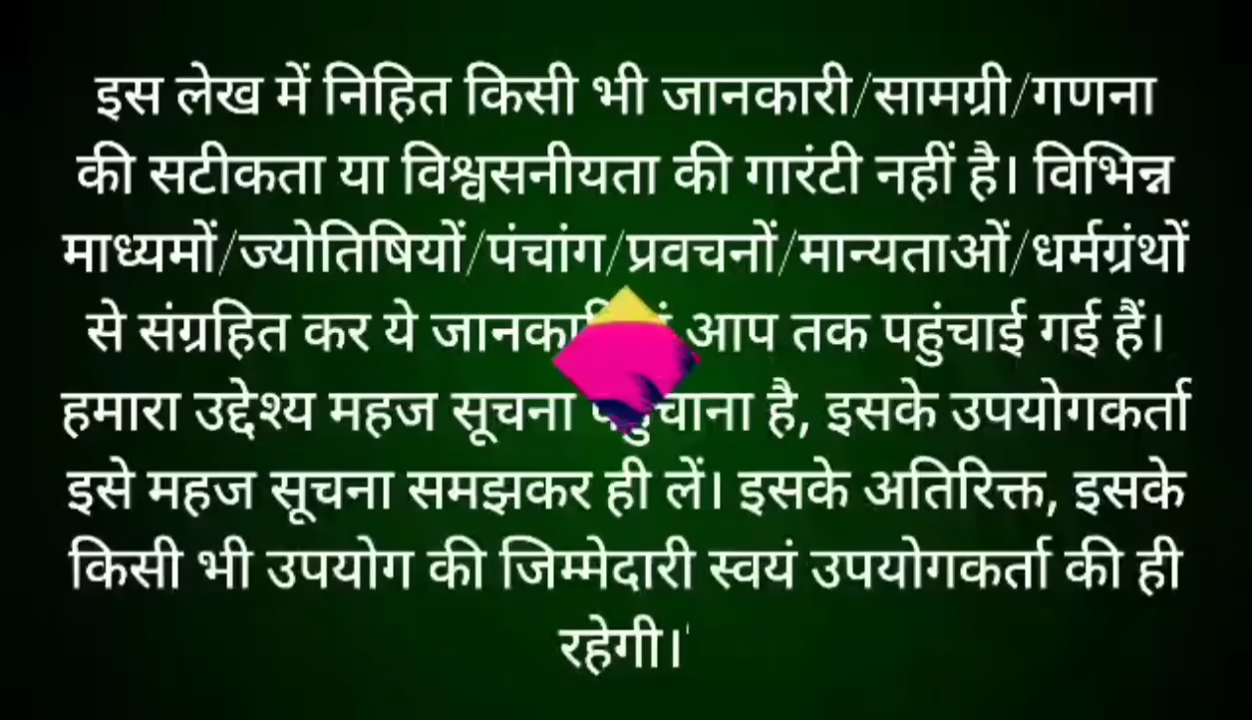 इस लेख में निहित किसी भी जानकारी/सामग्री/गणना
की सटीकता या विश्वसनीयता की गारंटी नहीं है। विभिन्न
माध्यमों/ज्योतिषियों/पंचांग/प्रवचनों/मान्यताओं/धर्मग्रंथों
से संग्रहित कर ये आप तक पहुंचाई गई हैं।
हमारा उद्देश्य महज सूचना है, इसके उपयोगकर्ता
इसे महज सूचना समझकर ही लें। इसके अतिरिक्त, इसके
किसी भी उपयोग की जिम्मेदारी स्वयं उपयोगकर्ता की ही
रहेगी।'